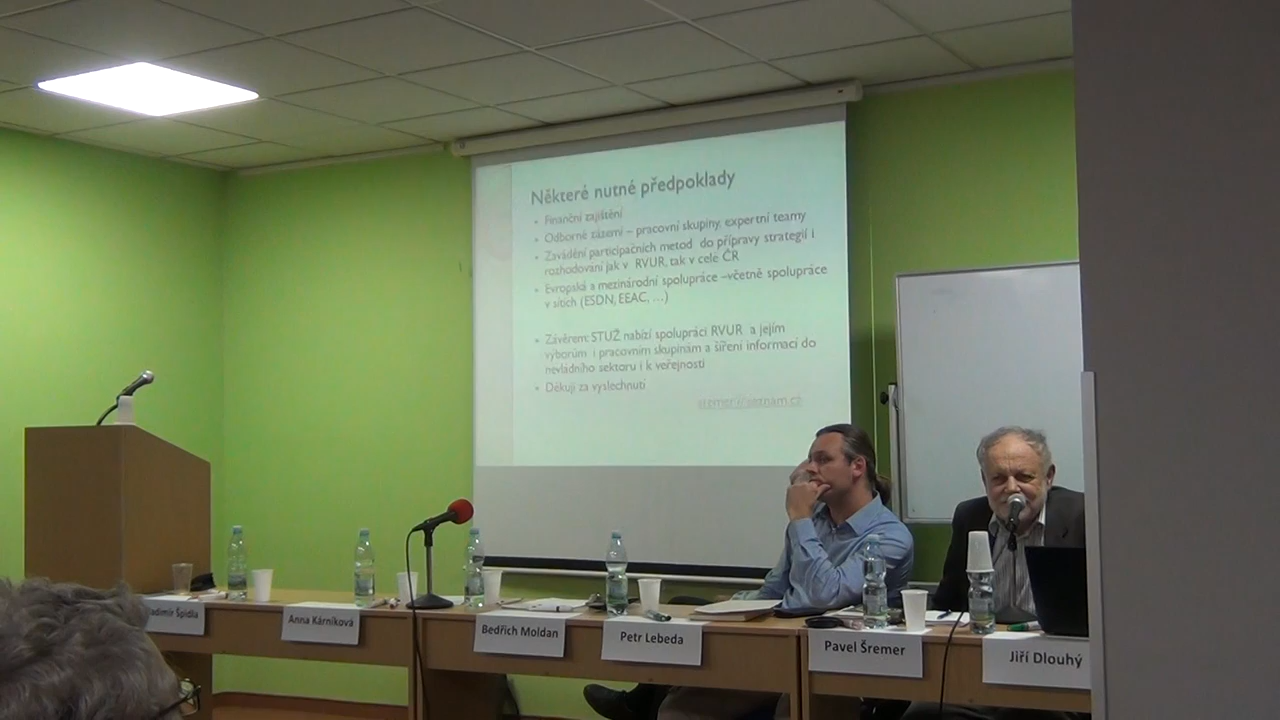 Některé nutné předpoklady
Finanční zajištění
Odborné zázemí – pracovní skupiny, expertní teamy
Zavádění participačních metod do přípravy strategií i
rozhodování jak v RVUR, tak v celé ČR
Evropská a mezinárodní spolupráce –včetně spolupráce
v sítích (ESDN, EEAC, …)
Závěrem: STUŽ nabízí spolupráci RVUR a jejím
výborům i pracovním skupinám a šíření informací do
nevládního sektoru i k veřejnosti
Děkuji za vyslechnutí
Špidla
Anna Kárníková
Bedřich Moldan
Petr Lebeda
Pavel Šremer
Jiří Dlouhý